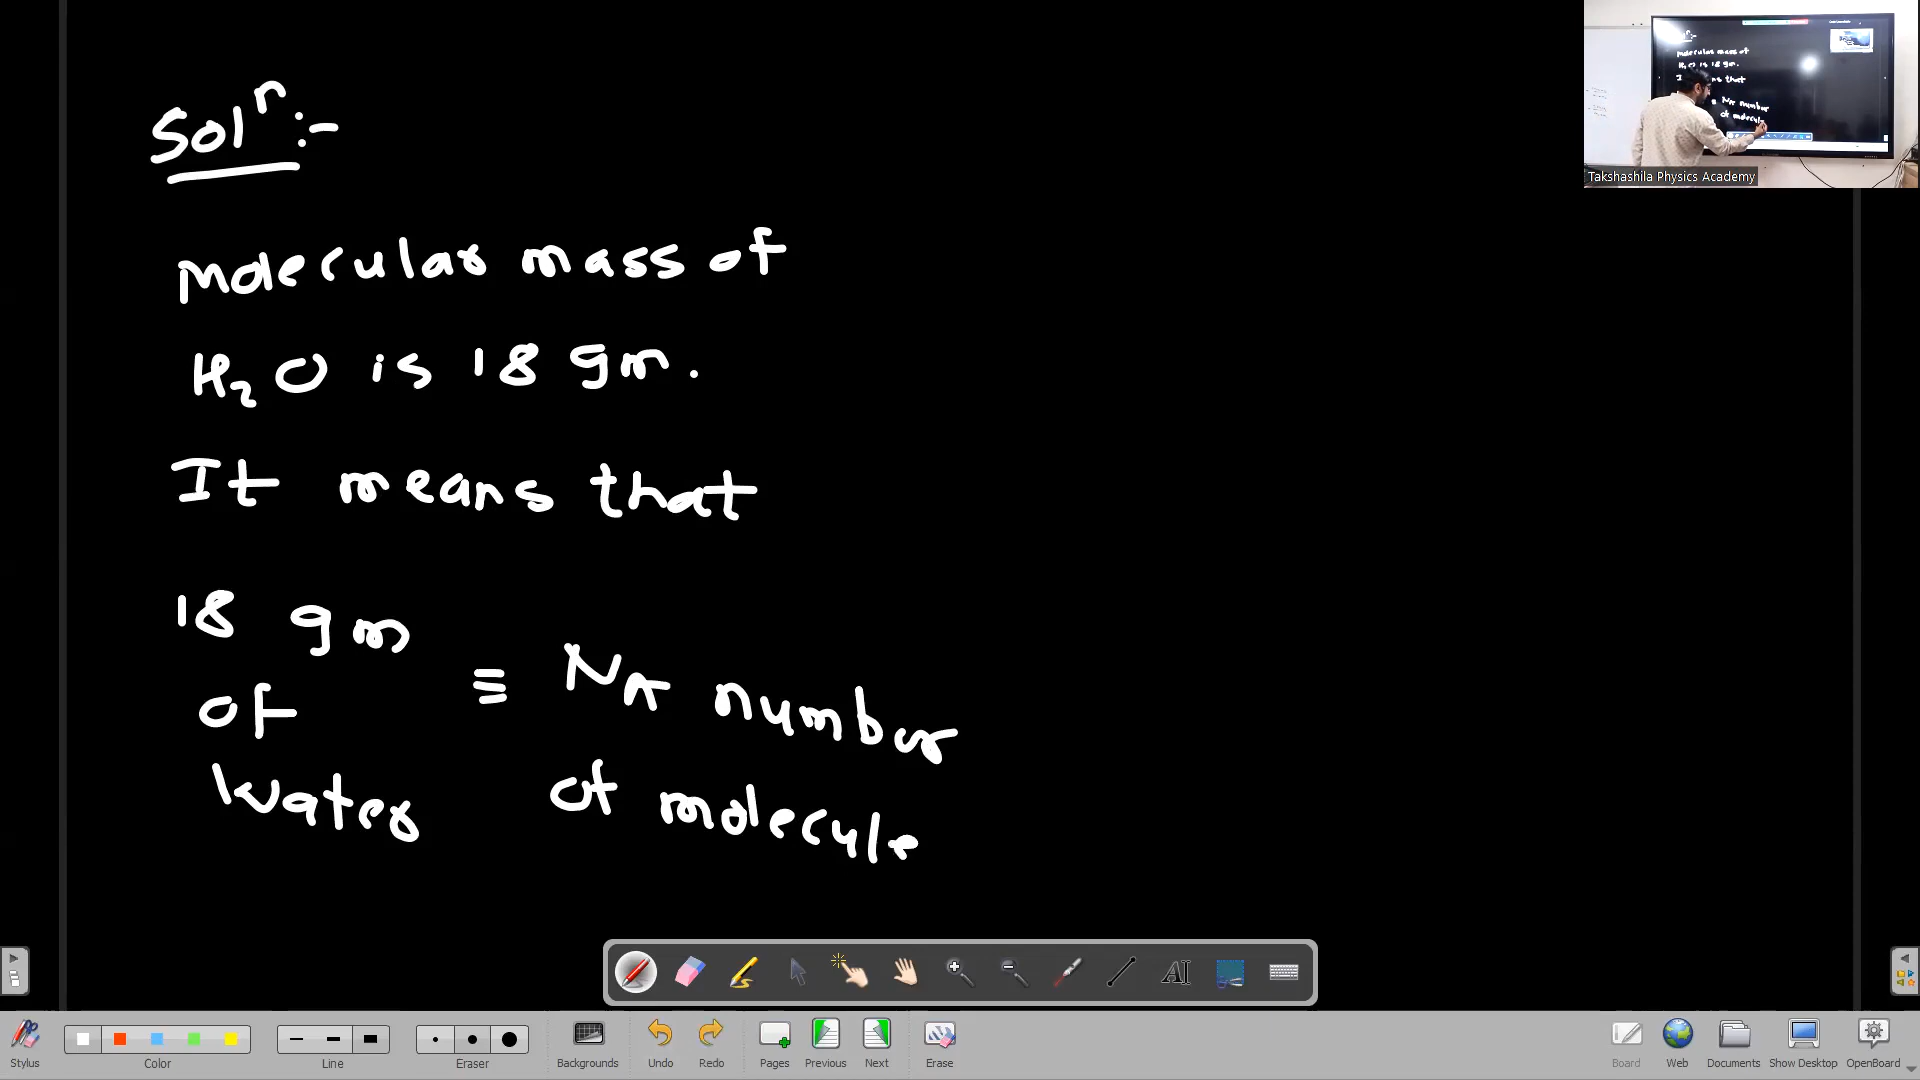 Solⁿ:-
Molecular mass of
H₂O is 18 gm.
It means that
18 gm
of
water
≡ NA number
of molecule
Takshashila Physics Academy
Stylus
Color
Line
Eraser
Backgrounds
Undo
Redo
Pages
Previous
Next
Erase
Board
Web
Documents
Show Desktop
OpenBoard